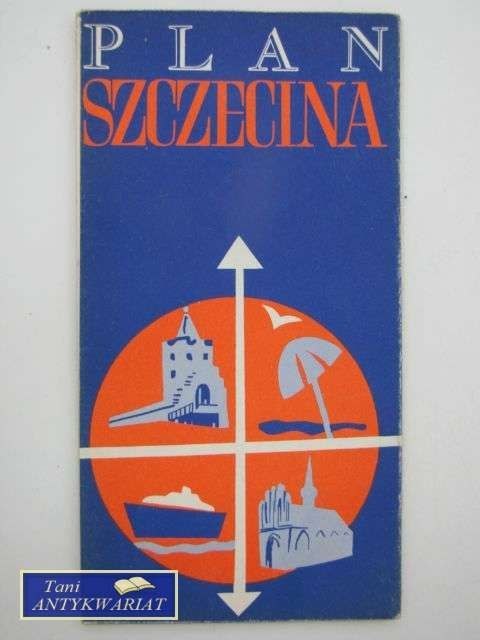 PLAN
SZCZECINA
Tani
ANTYKWARIAT